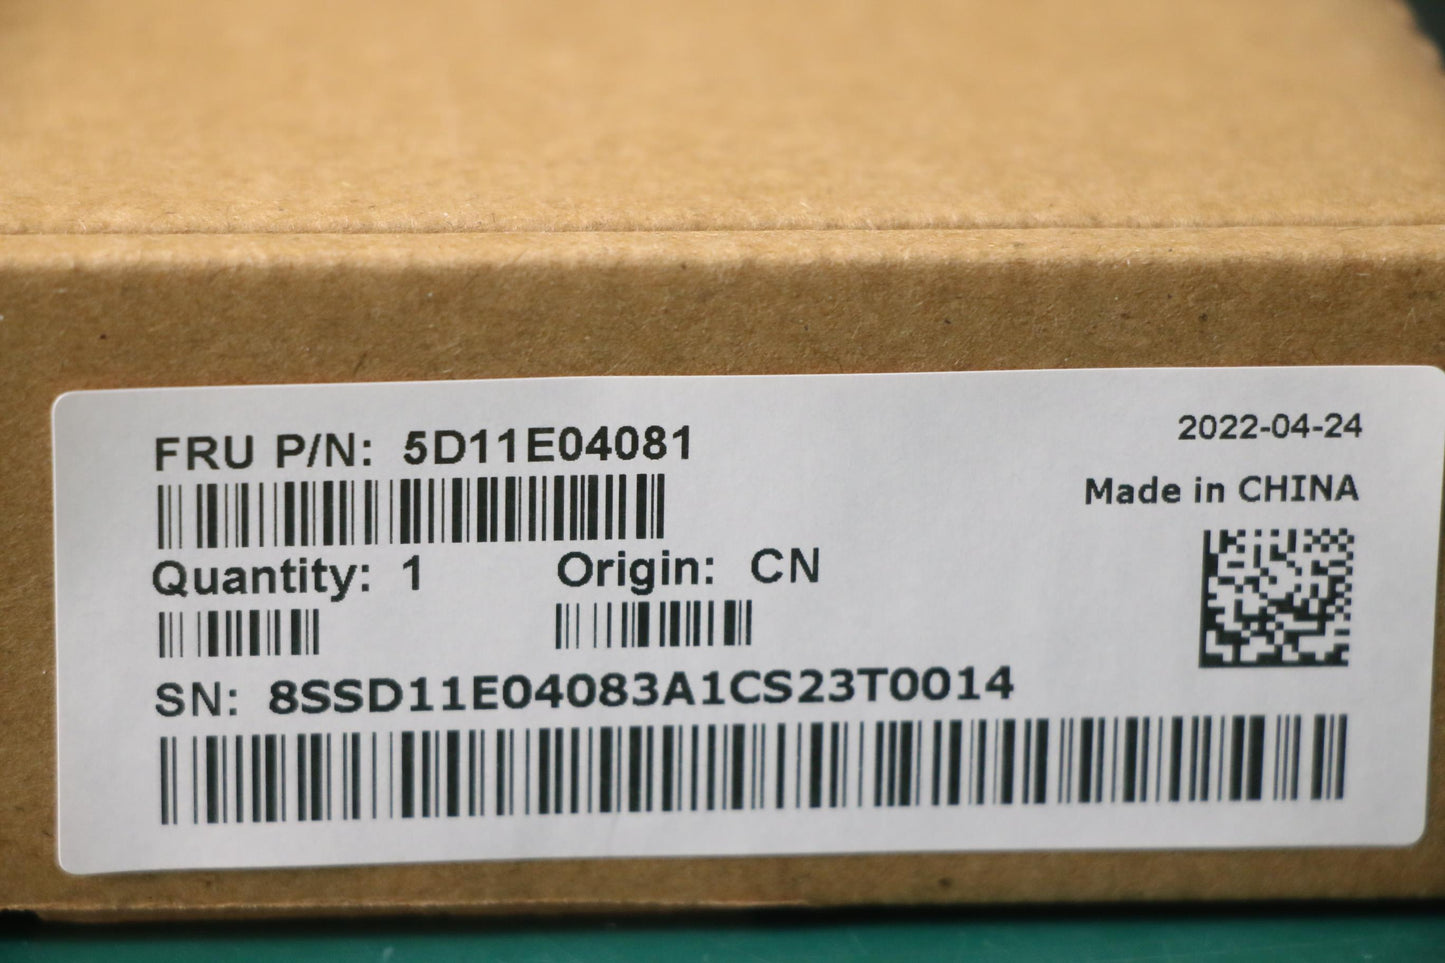 FRU P/N: 5D11E04081
2022-04-24
Made in CHINA
Quantity: 1
Origin: CN
SN: 8SSD11E04083A1CS23T0014